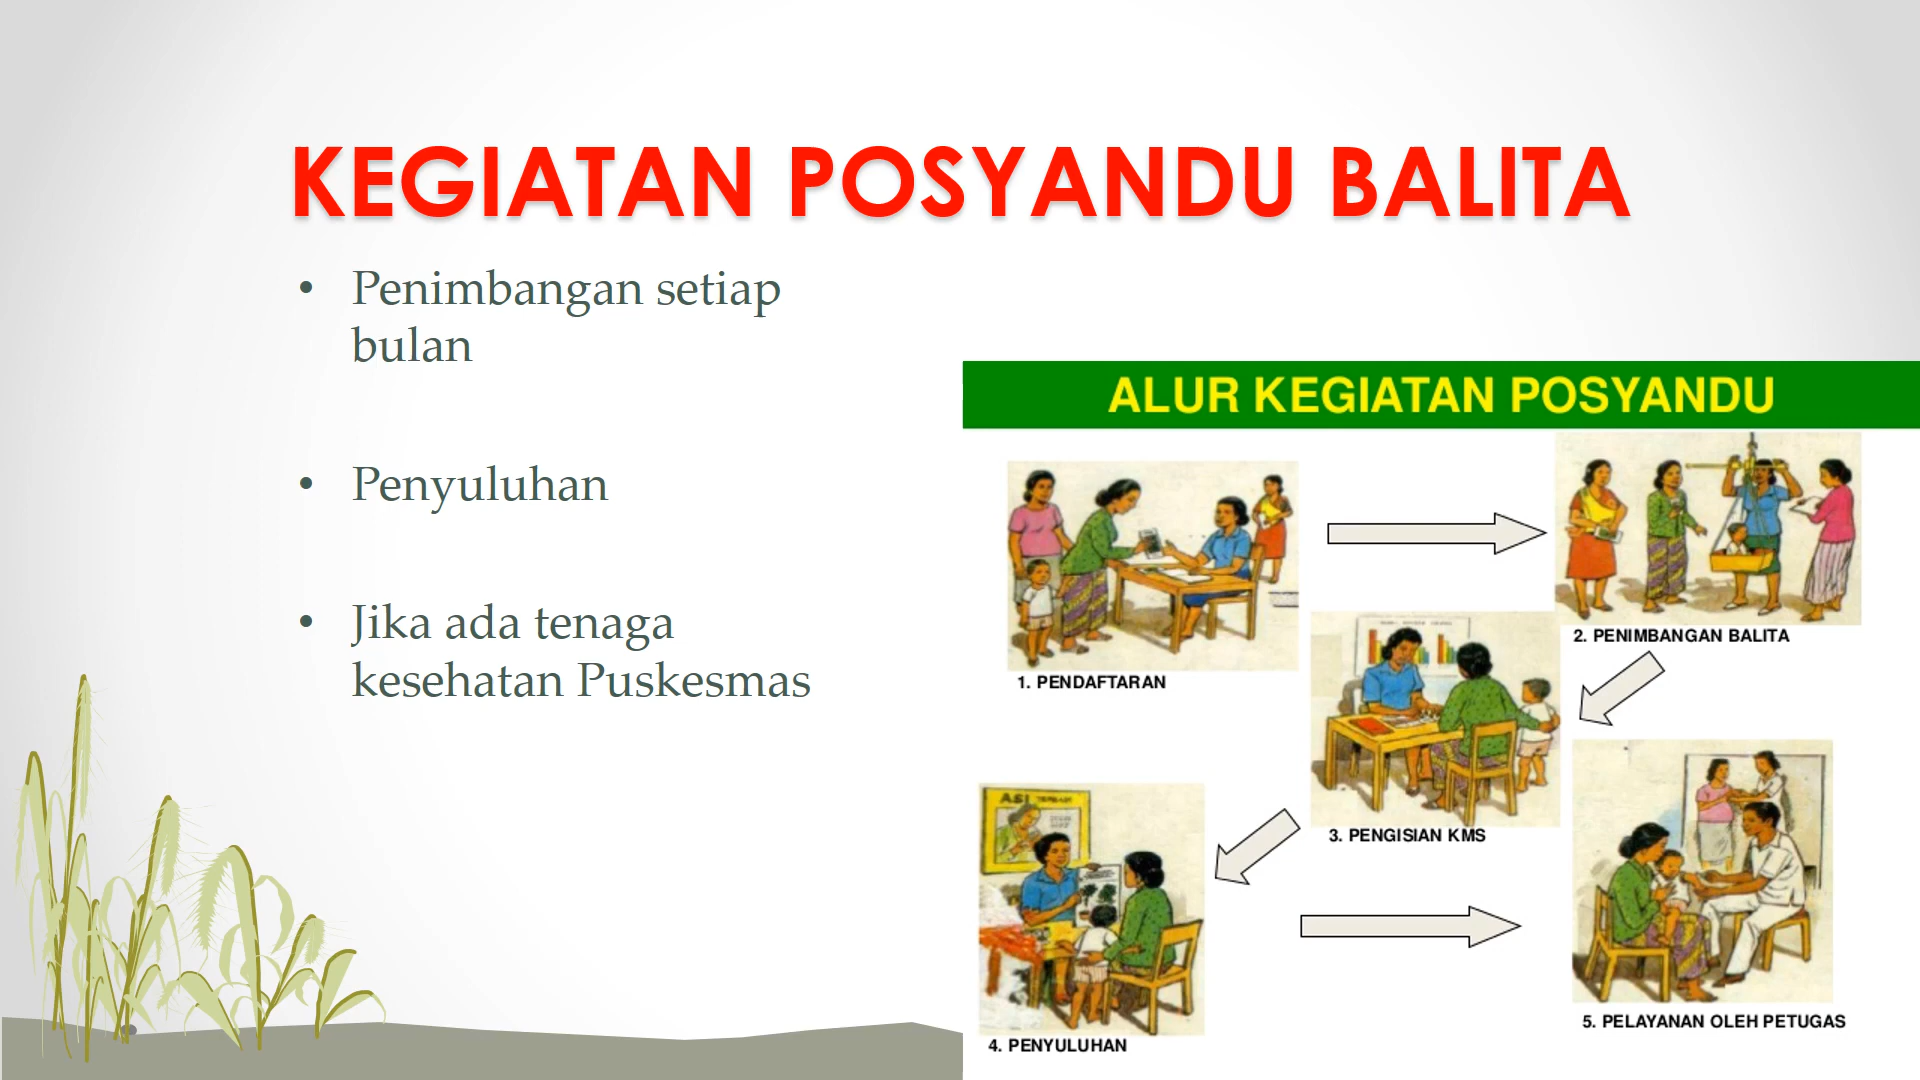 KEGIATAN POSYANDU BALITA
• Penimbangan setiap
bulan
• Penyuluhan
• Jika ada tenaga
kesehatan Puskesmas
ALUR KEGIATAN POSYANDU
1. PENDAFTARAN
2. PENIMBANGAN BALITA
3. PENGISIAN KMS
ASI
4. PENYULUHAN
5. PELAYANAN OLEH PETUGAS